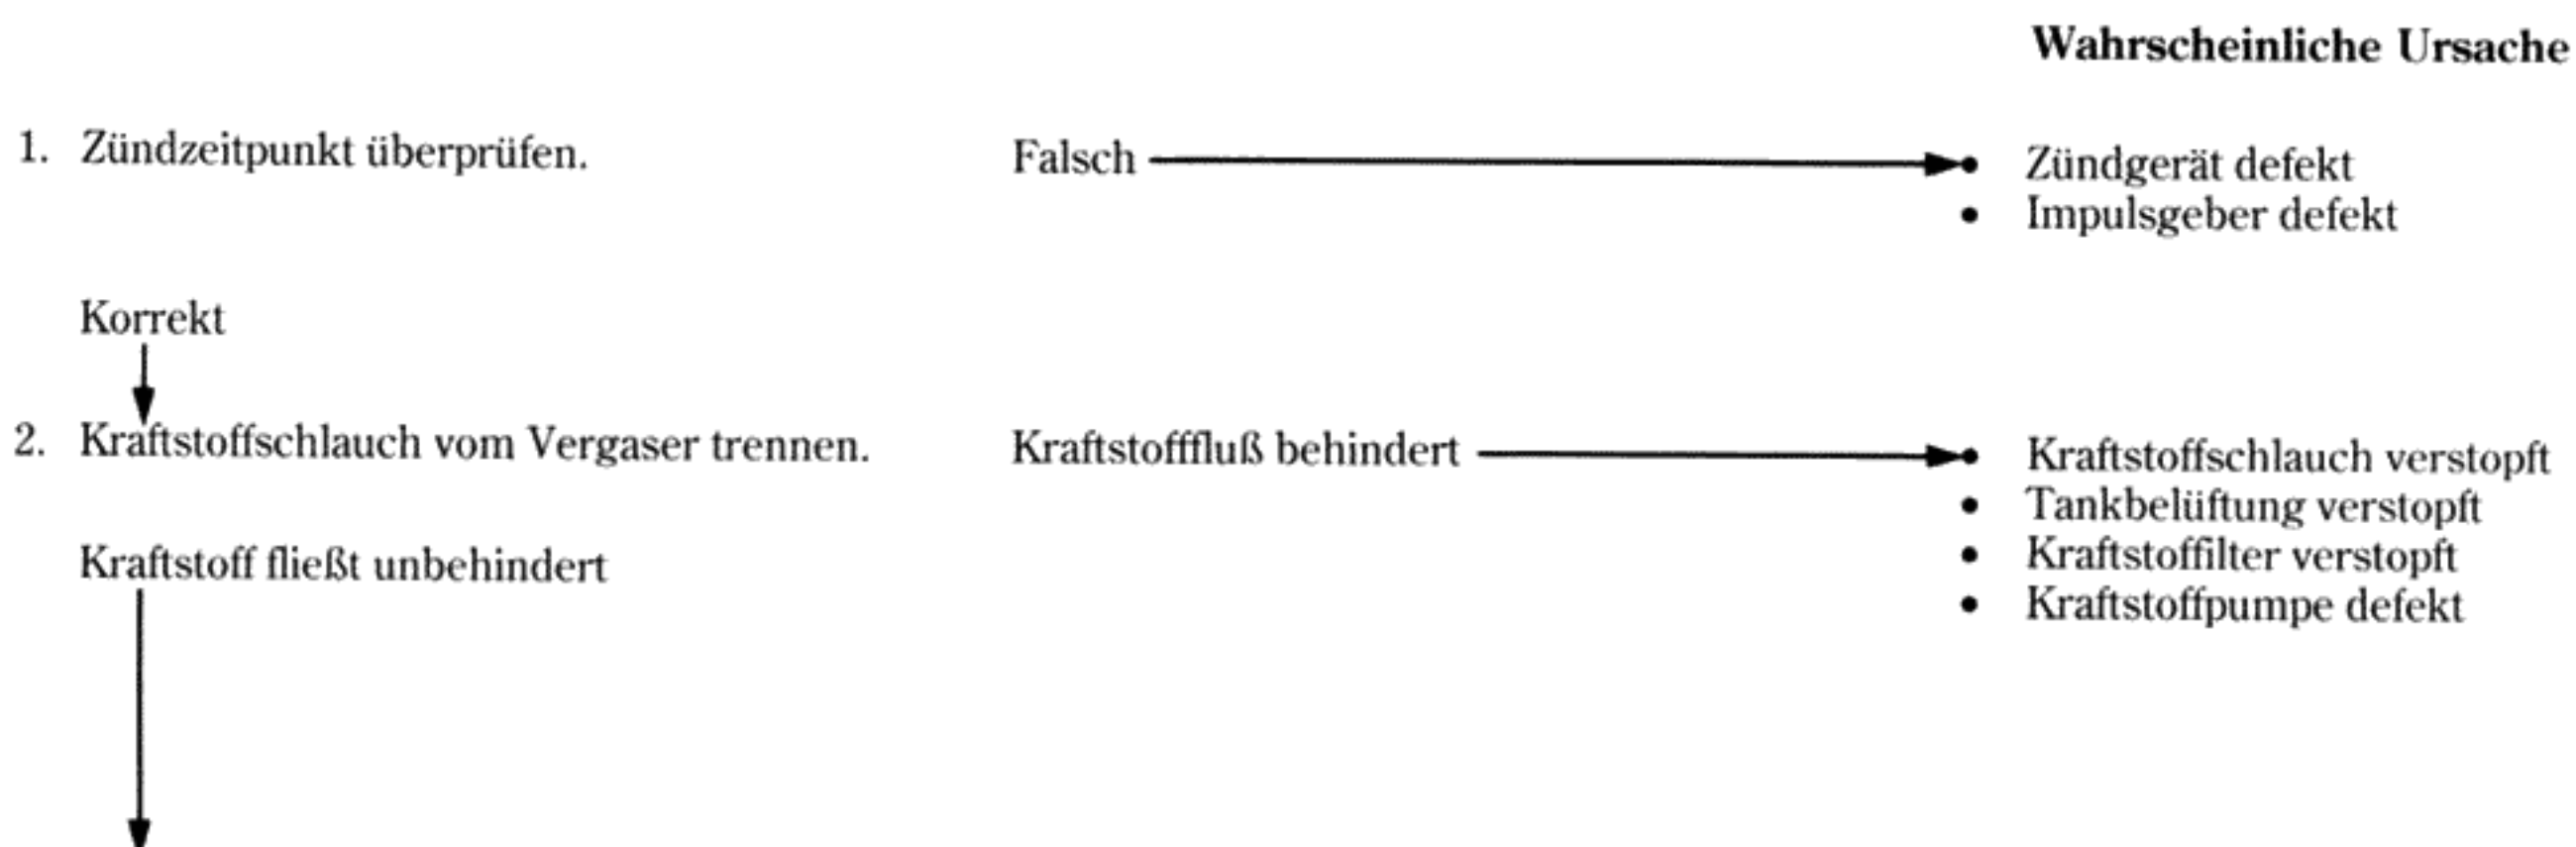 Wahrscheinliche Ursache
1. Zündzeitpunkt überprüfen. Falsch • Zündgerät defekt
• Impulsgeber defekt
Korrekt
2. Kraftstoffschlauch vom Vergaser trennen. Kraftstofffluß behindert • Kraftstoffschlauch verstopft
• Tankbelüftung verstopft
Kraftstoff fließt unbehindert • Kraftstoffilter verstopft
• Kraftstoffpumpe defekt